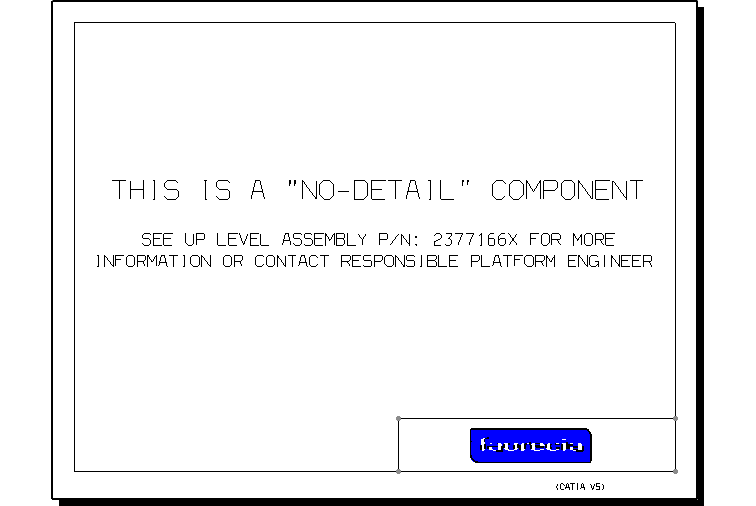 THIS IS A "NO-DETAIL" COMPONENT
SEE UP LEVEL ASSEMBLY P/N: 2377166X FOR MORE
INFORMATION OR CONTACT RESPONSIBLE PLATFORM ENGINEER
faurecia
(CATIA V5)